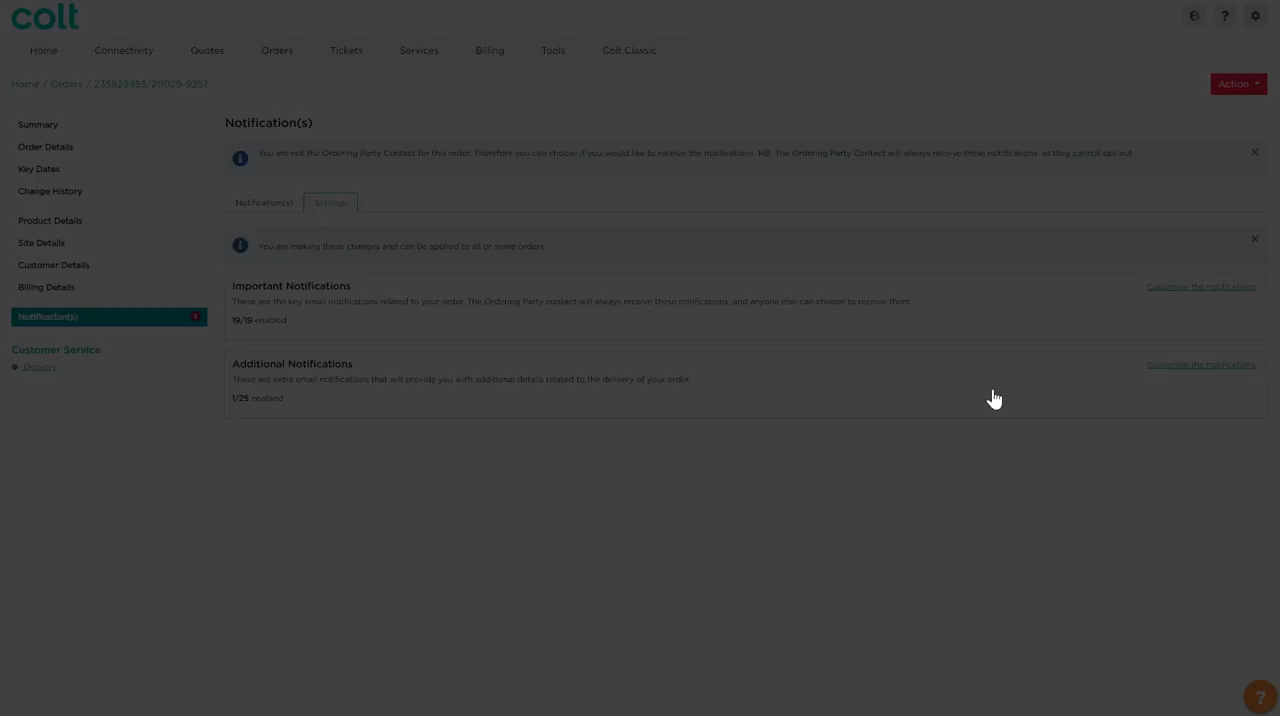 colt
?
Home Connectivity Quotes Orders Tickets Services Billing Tools Colt Classic
Home / Orders / 235829985/211029-9257
Action
Summary
Order Details
Key Dates
Change History
Product Details
Site Details
Customer Details
Billing Details
Notification(s) 1
Customer Service
Delivery
Notification(s)
You are not the Ordering Party Contact for this order. Therefore you can choose if you would like to receive the notifications. NB. The Ordering Party Contact will always receive these notifications, as they cannot opt out.
Notification(s) Settings
You are making these changes and can be applied to all or some orders
Important Notifications Customise the notifications
These are the key email notifications related to your order. The Ordering Party contact will always receive these notifications ,and anyone else can choose to receive them
19/19 enabled
Additional Notifications Customise the notifications
These are extra email notifications that will provide you with additional details related to the delivery of your order
1/25 enabled
?